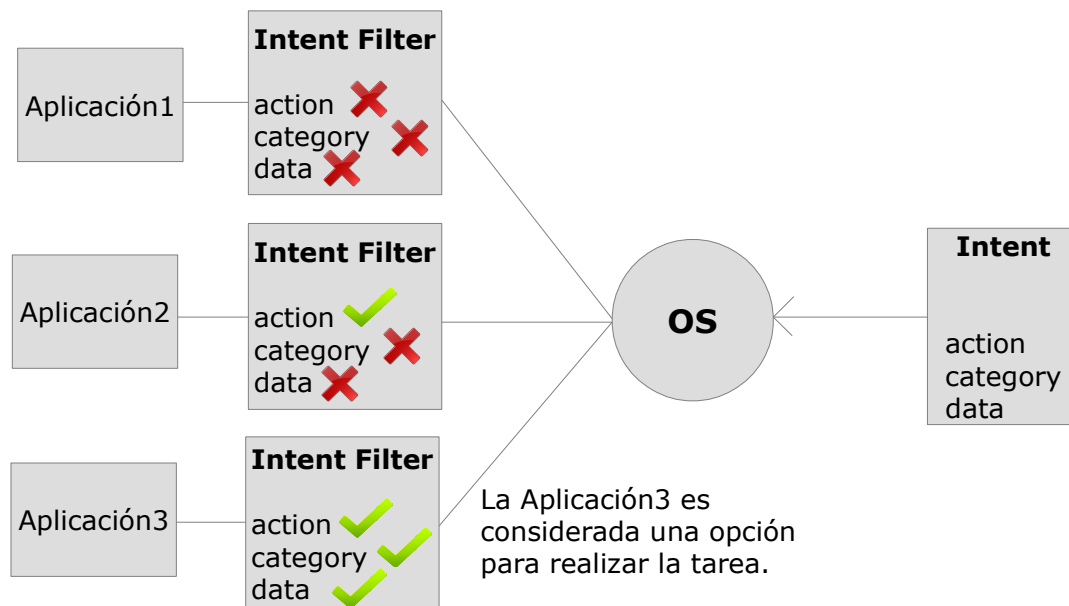 Aplicación1
Intent Filter
action
category
data
Aplicación2
Intent Filter
action
category
data
Aplicación3
Intent Filter
action
category
data
OS
Intent
action
category
data
La Aplicación3 es
considerada una opción
para realizar la tarea.